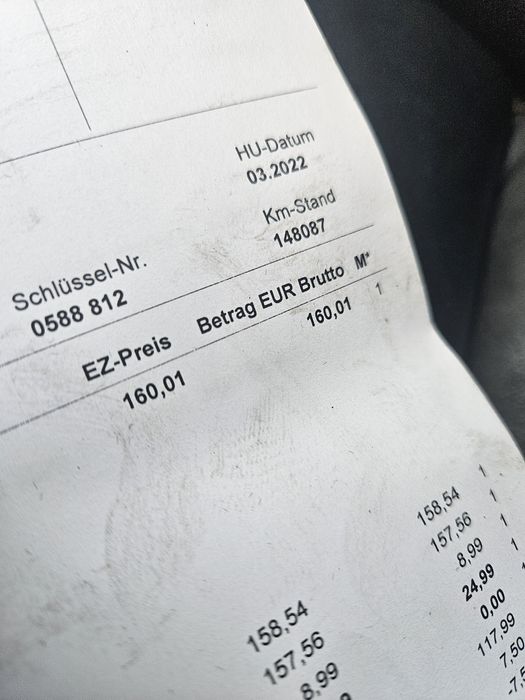 HU-Datum
03.2022
Km-Stand
148087
Schlüssel-Nr.
0588 812
EZ-Preis Betrag EUR Brutto M*
160,01 160,01 1
158,54 158,54 1
157,56 157,56 1
8,99 8,99 1
24,99 1
0,00
117,99
7,50